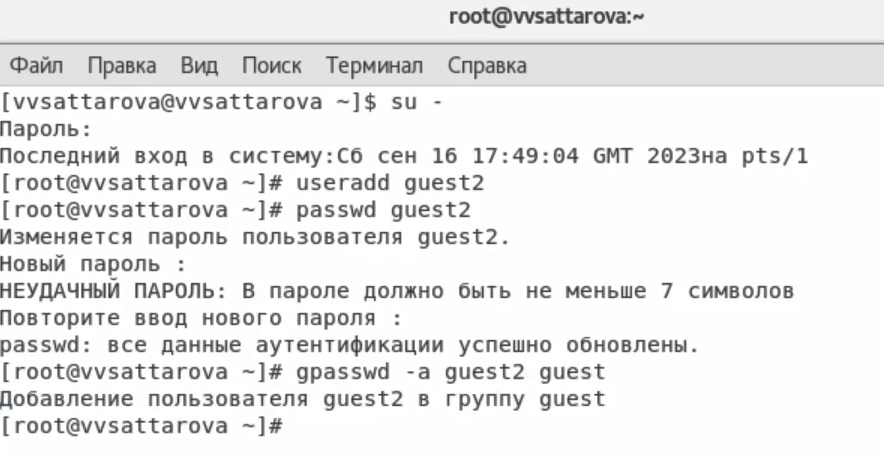 root@vvsattarova:~
Файл Правка Вид Поиск Терминал Справка
[vvsattarova@vvsattarova ~]$ su -
Пароль:
Последний вход в систему:Сб сен 16 17:49:04 GMT 2023на pts/1
[root@vvsattarova ~]# useradd guest2
[root@vvsattarova ~]# passwd guest2
Изменяется пароль пользователя guest2.
Новый пароль :
НЕУДАЧНЫЙ ПАРОЛЬ: В пароле должно быть не меньше 7 символов
Повторите ввод нового пароля :
passwd: все данные аутентификации успешно обновлены.
[root@vvsattarova ~]# gpasswd -a guest2 guest
Добавление пользователя guest2 в группу guest
[root@vvsattarova ~]#